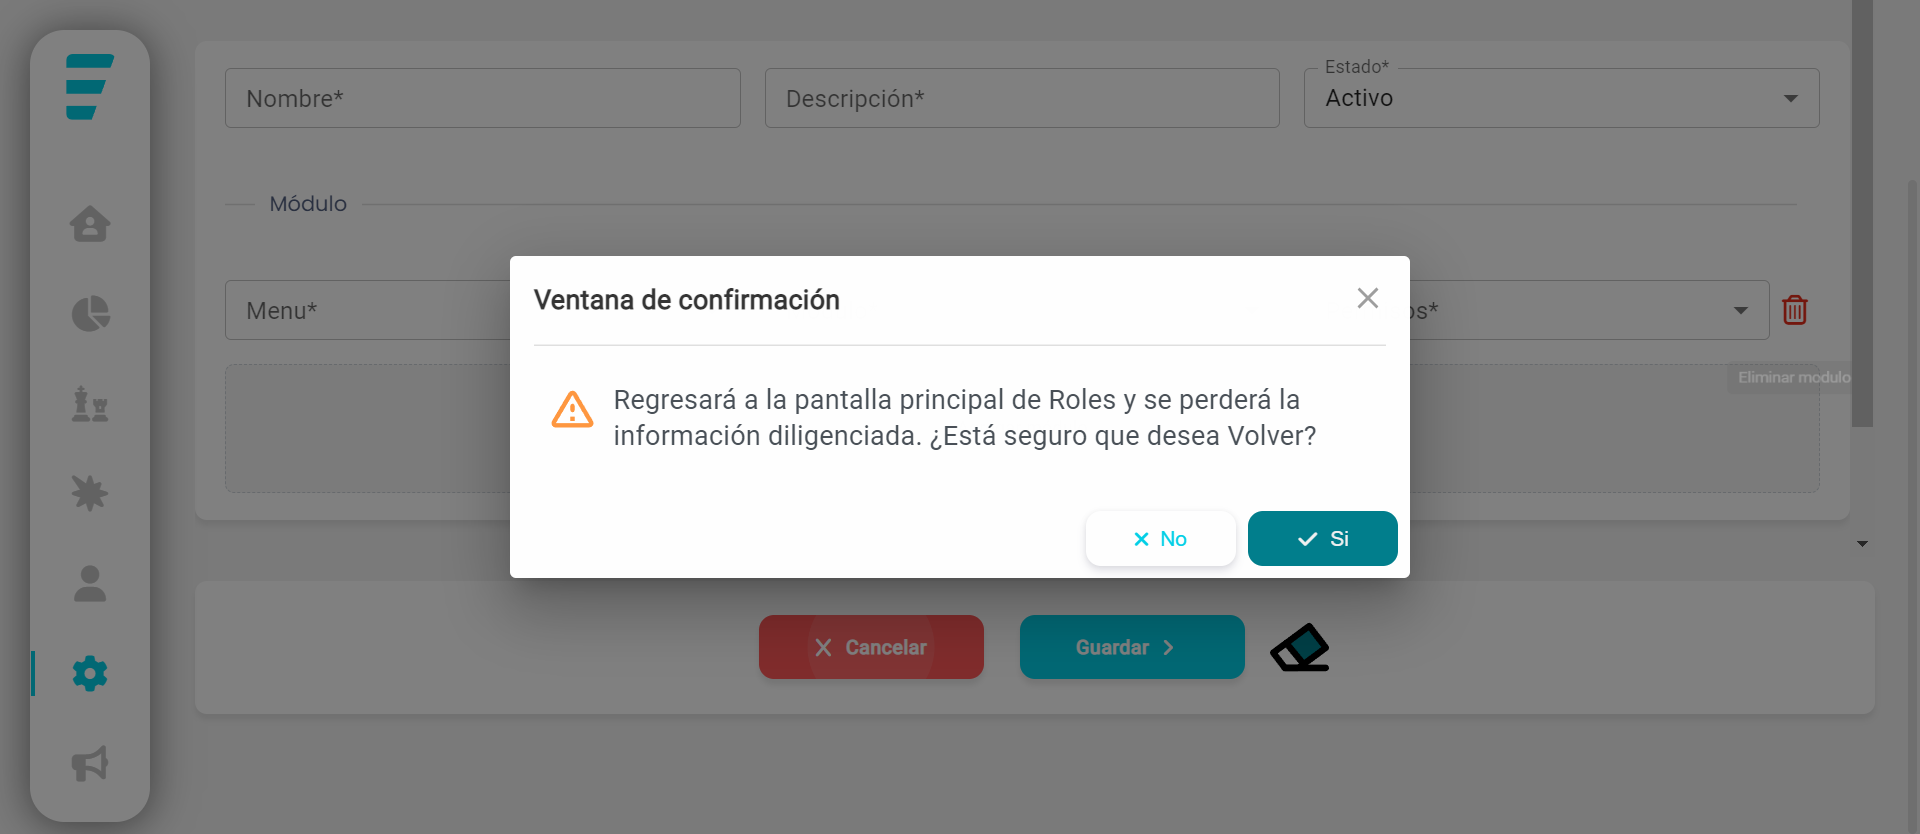 Estado*
Nombre*
Descripción*
Activo
Módulo
Ventana de confirmación
Menu*
os*
Regresará a la pantalla principal de Roles y se perderá la
información diligenciada. ¿Está seguro que desea Volver?
Eliminar modulo
No
Si
Cancelar
Guardar